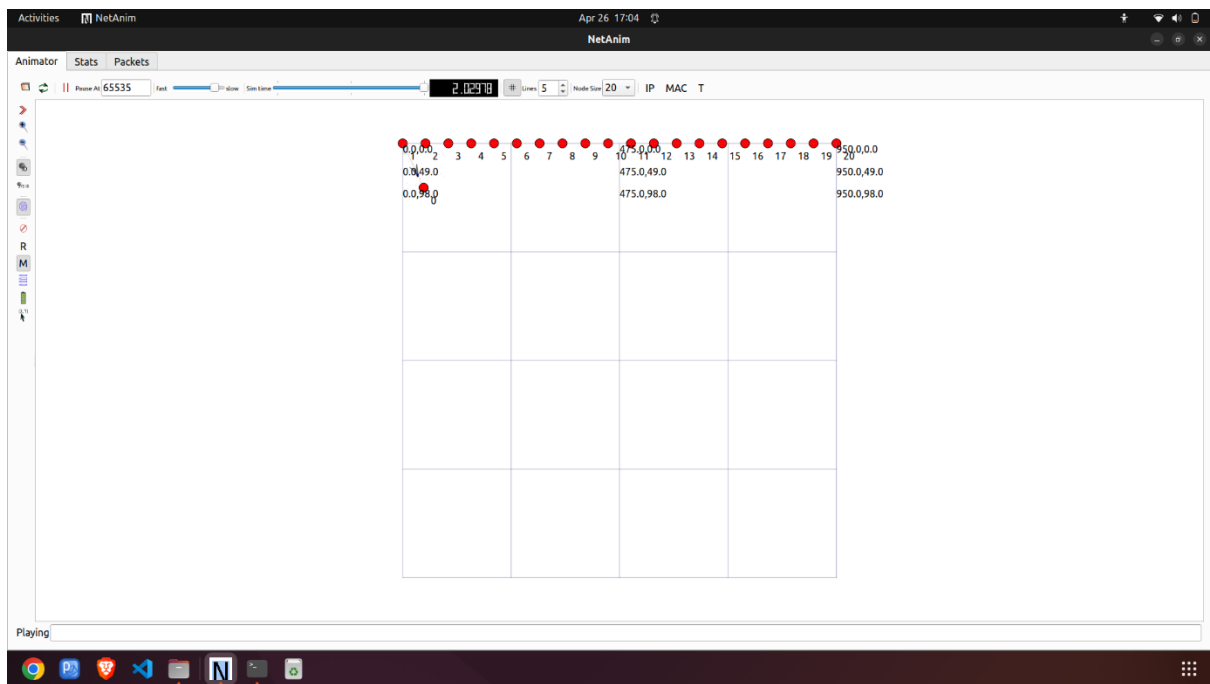 Activities NetAnim Apr 26 17:04
NetAnim
Animator Stats Packets
Pause At 65535 fast slow Sim time 2.02978 # Lines 5 Node Size 20 IP MAC T
0.0,0.0 475.0,0.0 950.0,0.0
1 2 3 4 5 6 7 8 9 10 11 12 13 14 15 16 17 18 19 20
0.0,49.0 475.0,49.0 950.0,49.0
0.0,98.0 475.0,98.0 950.0,98.0
0
R
M
Playing